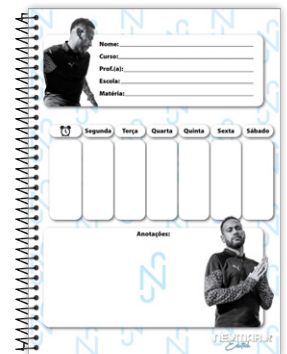 Nome:
Curso:
Prof.(a):
Escola:
Matéria:
Segunda Terça Quarta Quinta Sexta Sábado
Anotações:
NEYMAR JR